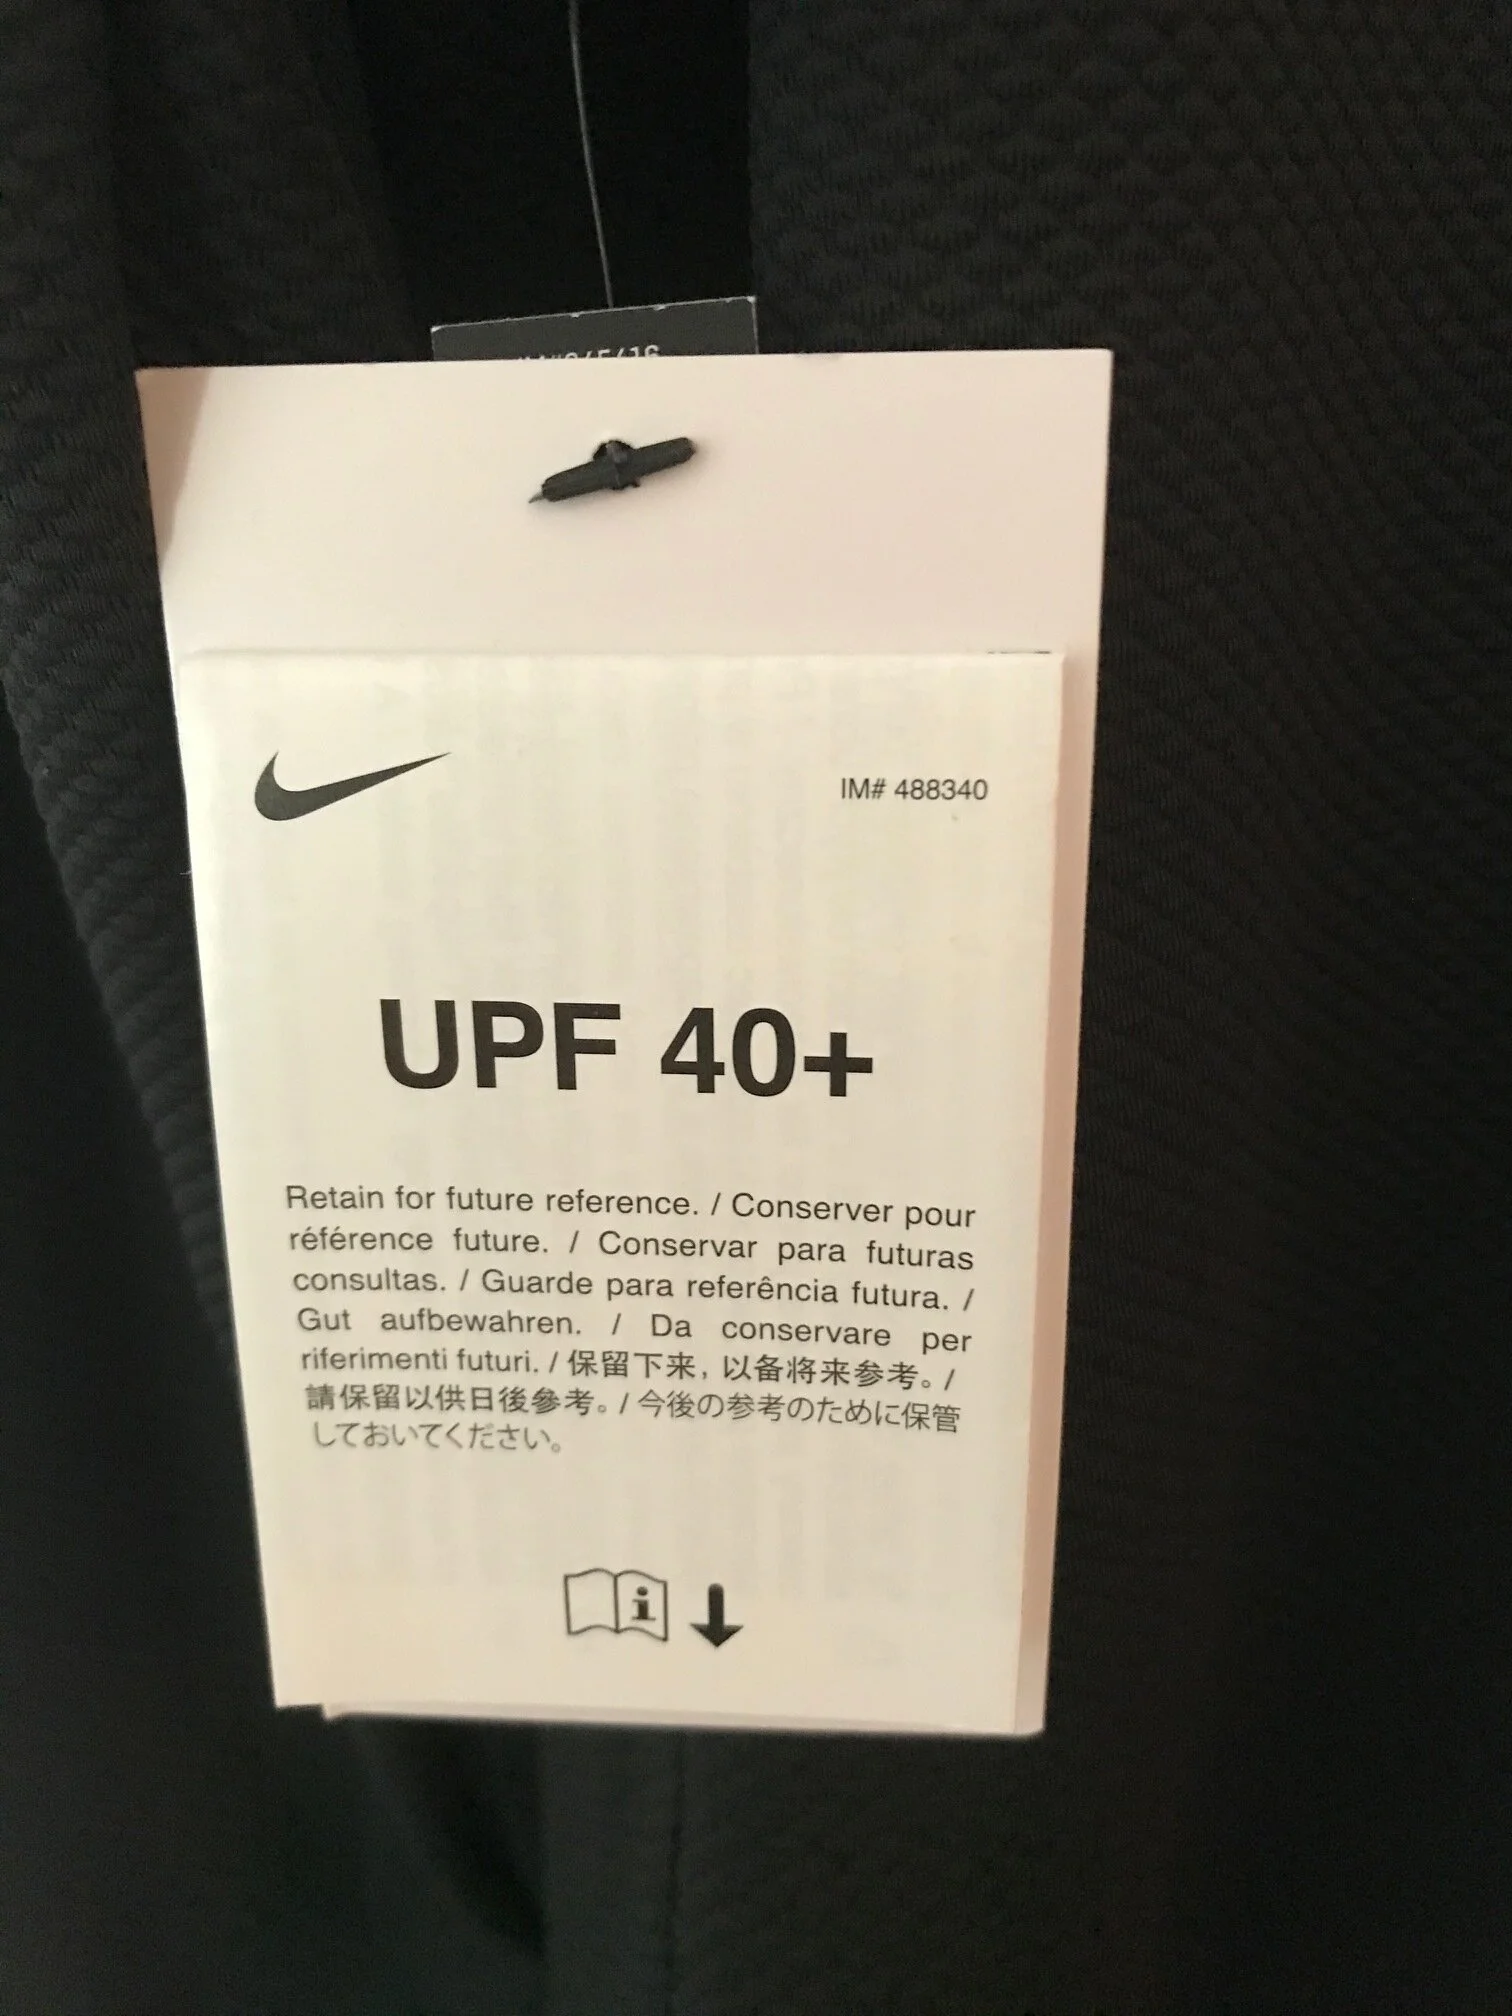 IM# 488340
UPF 40+
Retain for future reference. / Conserver pour
référence future. / Conservar para futuras
consultas. / Guarde para referência futura. /
Gut aufbewahren. / Da conservare per
riferimenti futuri. / 保留下来, 以备将来参考。/
請保留以供日後參考。/ 今後の参考のために保管
しておいてください。
i